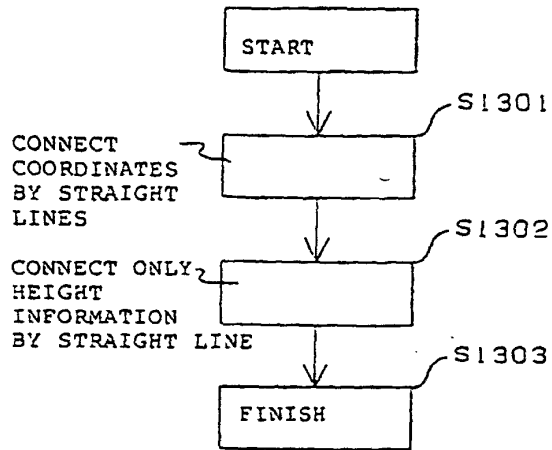 START
S1301
CONNECT
COORDINATES
BY STRAIGHT
LINES
S1302
CONNECT ONLY
HEIGHT
INFORMATION
BY STRAIGHT LINE
S1303
FINISH